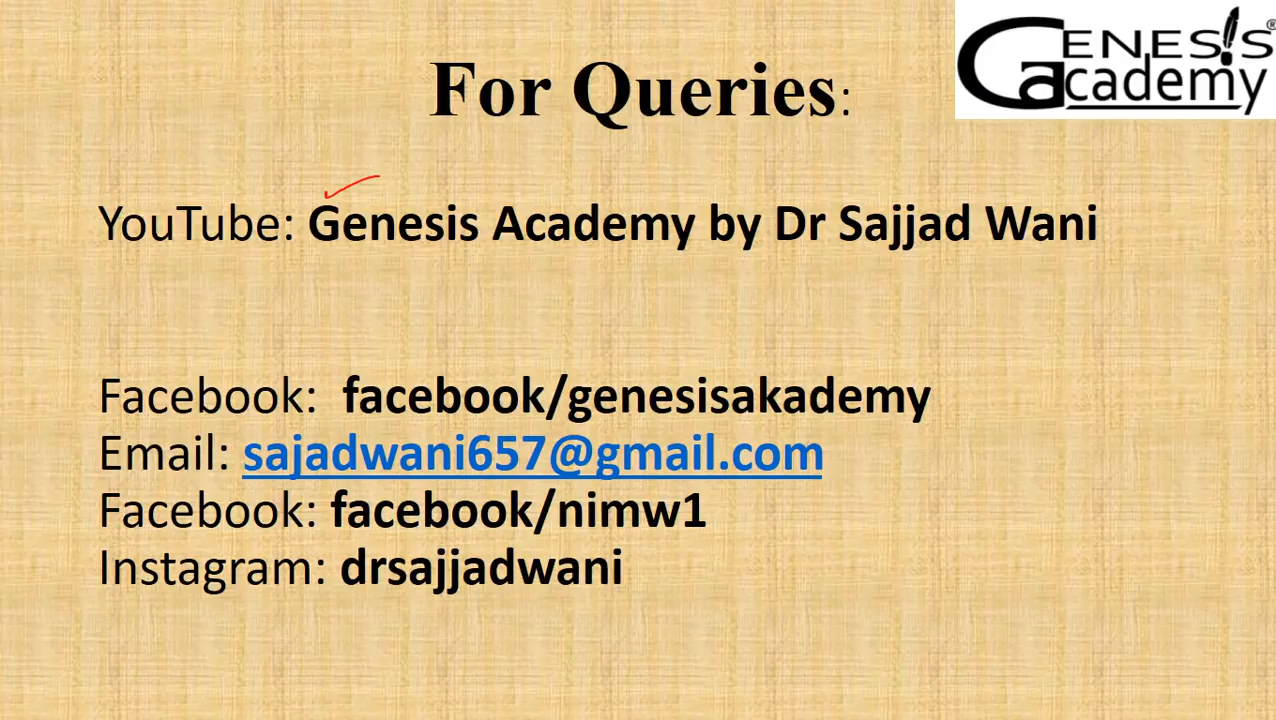 GENESIS®
academy
For Queries:
YouTube: Genesis Academy by Dr Sajjad Wani
Facebook: facebook/genesisakademy
Email: sajadwani657@gmail.com
Facebook: facebook/nimw1
Instagram: drsajjadwani